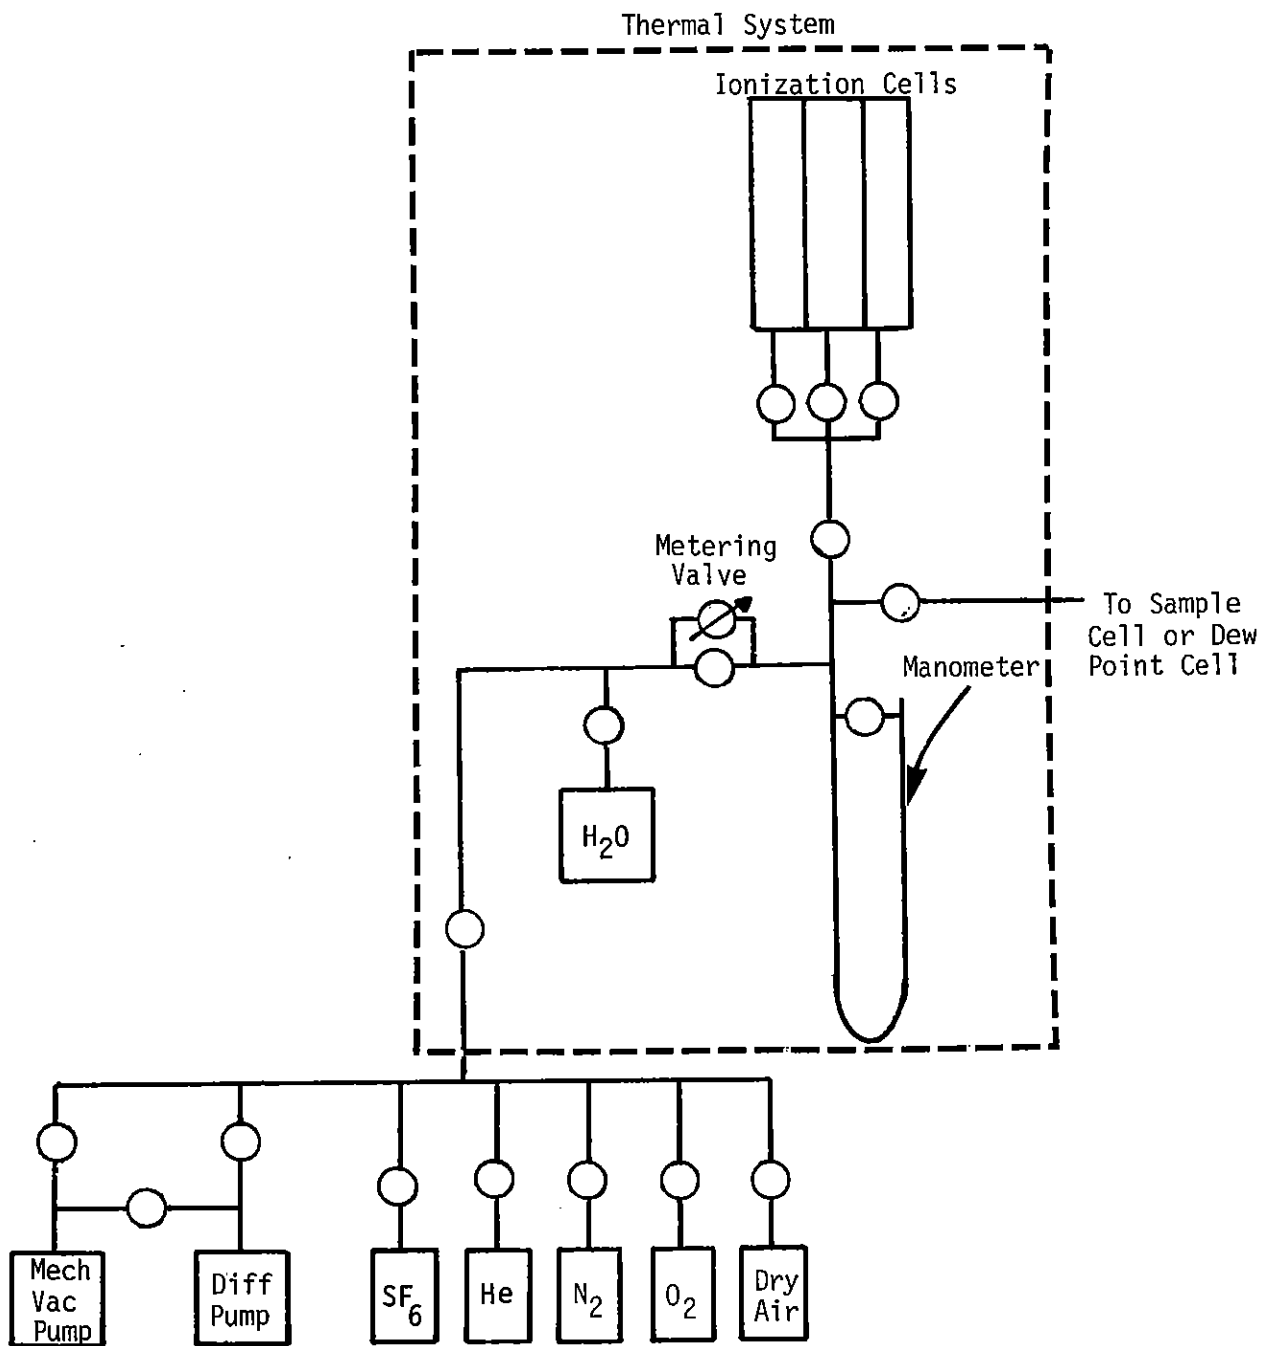 Thermal System
Ionization Cells
Metering
Valve
To Sample
Cell or Dew
Point Cell
Manometer
H2O
Mech
Vac
Pump
Diff
Pump
SF6
He
N2
O2
Dry
Air